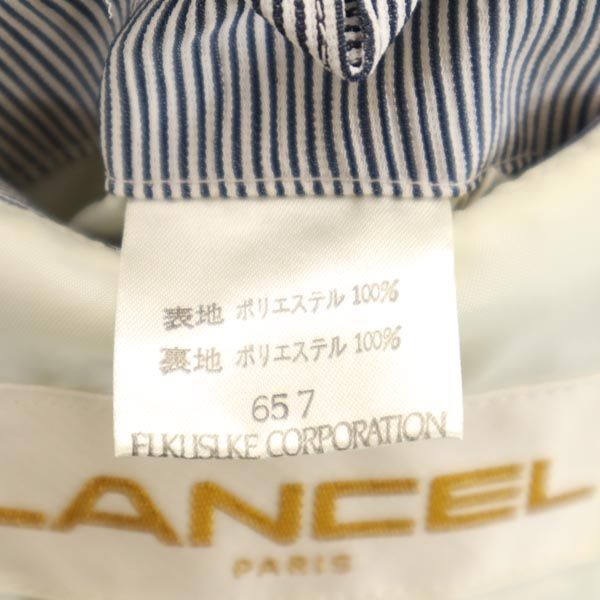 表地 ポリエステル 100%
裏地 ポリエステル 100%
657
FUKUSUKE CORPORATION
LANCEL
PARIS